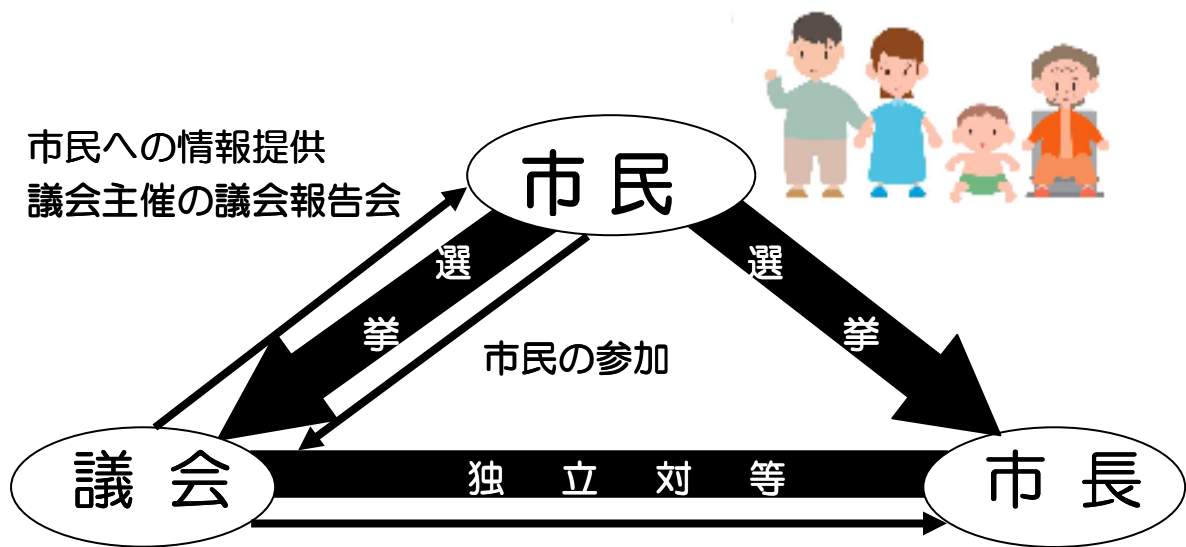 市民への情報提供
議会主催の議会報告会
市民
選挙
選挙
市民の参加
議会
独立対等
市長